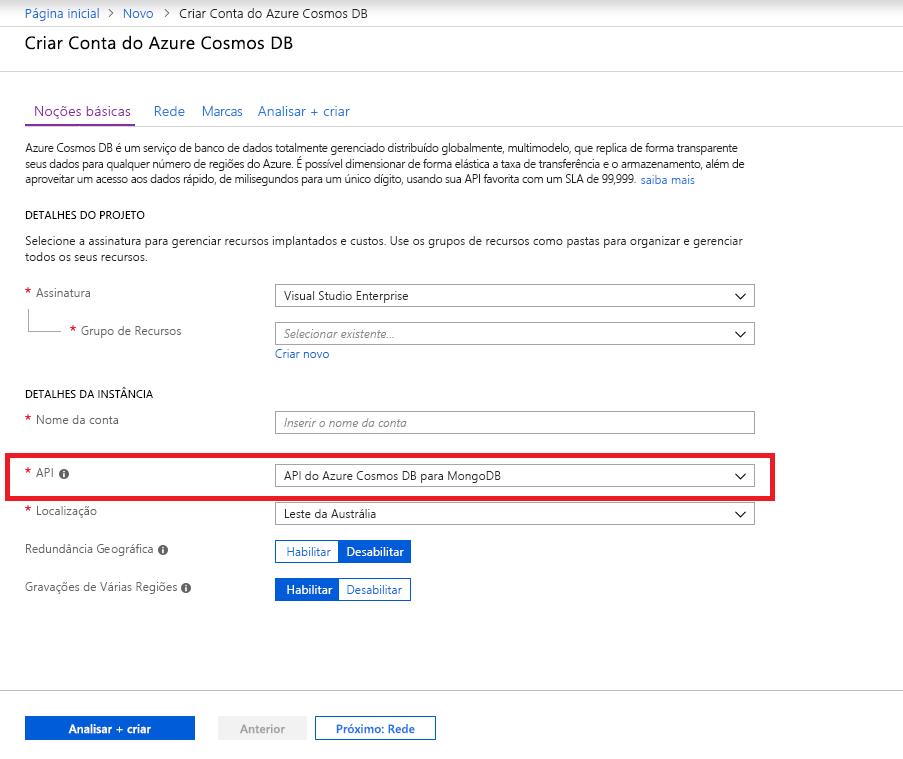 Página inicial > Novo > Criar Conta do Azure Cosmos DB
Criar Conta do Azure Cosmos DB
Noções básicas Rede Marcas Analisar + criar
Azure Cosmos DB é um serviço de banco de dados totalmente gerenciado distribuído globalmente, multimodelo, que replica de forma transparente
seus dados para qualquer número de regiões do Azure. É possível dimensionar de forma elástica a taxa de transferência e o armazenamento, além de
aproveitar um acesso aos dados rápido, de milisegundos para um único dígito, usando sua API favorita com um SLA de 99,999. saiba mais
DETALHES DO PROJETO
Selecione a assinatura para gerenciar recursos implantados e custos. Use os grupos de recursos como pastas para organizar e gerenciar
todos os seus recursos.
* Assinatura Visual Studio Enterprise
* Grupo de Recursos Selecionar existente...
Criar novo
DETALHES DA INSTÂNCIA
* Nome da conta Inserir o nome da conta
* API API do Azure Cosmos DB para MongoDB
* Localização Leste da Austrália
Redundância Geográfica Habilitar Desabilitar
Gravações de Várias Regiões Habilitar Desabilitar
Analisar + criar Anterior Próximo: Rede